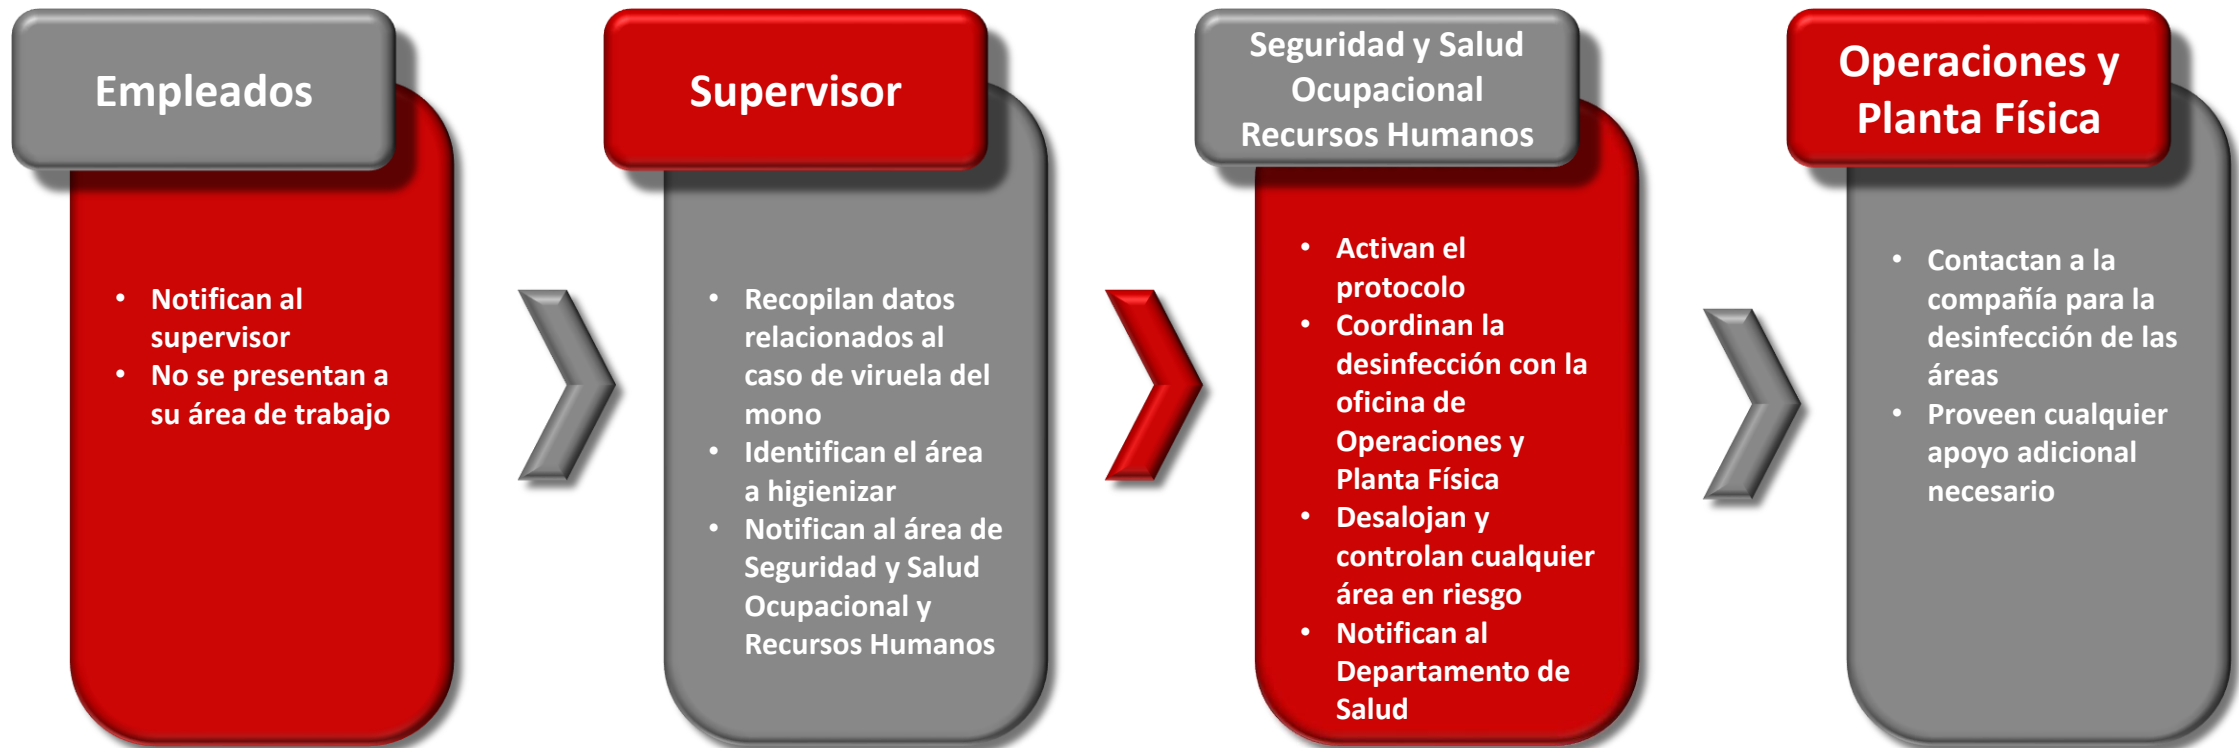 Empleados
• Notifican al
supervisor
• No se presentan a
su área de trabajo
Supervisor
• Recopilan datos
relacionados al
caso de viruela del
mono
• Identifican el área
a higienizar
• Notifican al área de
Seguridad y Salud
Ocupacional y
Recursos Humanos
Seguridad y Salud
Ocupacional
Recursos Humanos
• Activan el
protocolo
• Coordinan la
desinfección con la
oficina de
Operaciones y
Planta Física
• Desalojan y
controlan cualquier
área en riesgo
• Notifican al
Departamento de
Salud
Operaciones y
Planta Física
• Contactan a la
compañía para la
desinfección de las
áreas
• Proveen cualquier
apoyo adicional
necesario